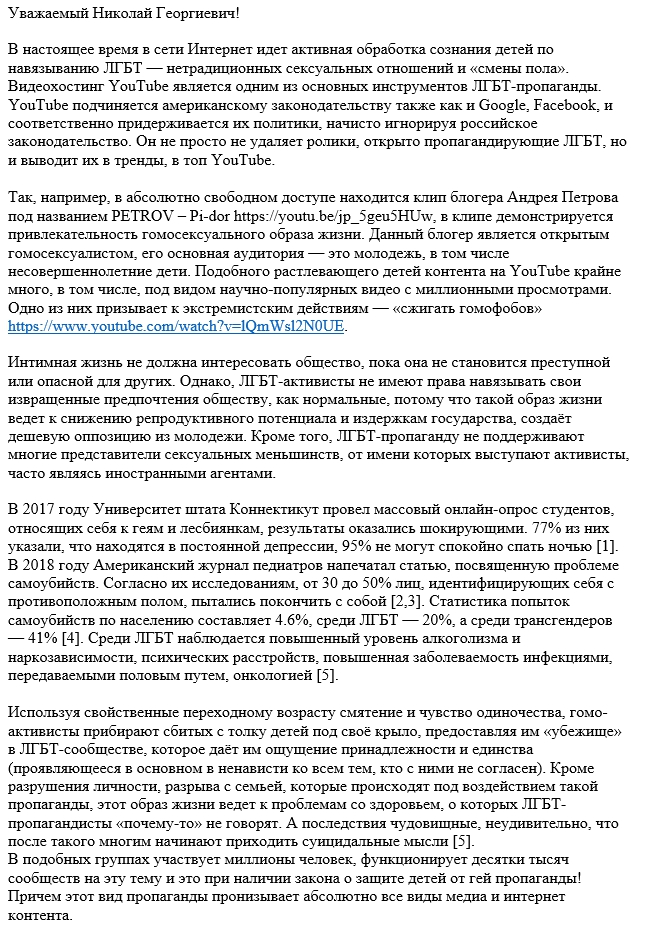 Уважаемый Николай Георгиевич!
В настоящее время в сети Интернет идет активная обработка сознания детей по
навязыванию ЛГБТ — нетрадиционных сексуальных отношений и «смены пола».
Видеохостинг YouTube является одним из основных инструментов ЛГБТ-пропаганды.
YouTube подчиняется американскому законодательству также как и Google, Facebook, и
соответственно придерживается их политики, начисто игнорируя российское
законодательство. Он не просто не удаляет ролики, открыто пропагандирующие ЛГБТ, но
и выводит их в тренды, в топ YouTube.
Так, например, в абсолютно свободном доступе находится клип блогера Андрея Петрова
под названием PETROV – Pi-dor https://youtu.be/jp_5geu5HUw, в клипе демонстрируется
привлекательность гомосексуального образа жизни. Данный блогер является открытым
гомосексуалистом, его основная аудитория — это молодежь, в том числе
несовершеннолетние дети. Подобного растлевающего детей контента на YouTube крайне
много, в том числе, под видом научно-популярных видео с миллионными просмотрами.
Одно из них призывает к экстремистским действиям — «сжигать гомофобов»
https://www.youtube.com/watch?v=lQmWsl2N0UE.
Интимная жизнь не должна интересовать общество, пока она не становится преступной
или опасной для других. Однако, ЛГБТ-активисты не имеют права навязывать свои
извращенные предпочтения обществу, как нормальные, потому что такой образ жизни
ведет к снижению репродуктивного потенциала и издержкам государства, создаёт
дешевую оппозицию из молодежи. Кроме того, ЛГБТ-пропаганду не поддерживают
многие представители сексуальных меньшинств, от имени которых выступают активисты,
часто являясь иностранными агентами.
В 2017 году Университет штата Коннектикут провел массовый онлайн-опрос студентов,
относящих себя к геям и лесбиянкам, результаты оказались шокирующими. 77% из них
указали, что находятся в постоянной депрессии, 95% не могут спокойно спать ночью [1].
В 2018 году Американский журнал педиатров напечатал статью, посвященную проблеме
самоубийств. Согласно их исследованиям, от 30 до 50% лиц, идентифицирующих себя с
противоположным полом, пытались покончить с собой [2,3]. Статистика попыток
самоубийств по населению составляет 4.6%, среди ЛГБТ — 20%, а среди трансгендеров
— 41% [4]. Среди ЛГБТ наблюдается повышенный уровень алкоголизма и
наркозависимости, психических расстройств, повышенная заболеваемость инфекциями,
передаваемыми половым путем, онкологией [5].
Используя свойственные переходному возрасту смятение и чувство одиночества, гомо-
активисты прибирают сбитых с толку детей под своё крыло, предоставляя им «убежище»
в ЛГБТ-сообществе, которое даёт им ощущение принадлежности и единства
(проявляющееся в основном в ненависти ко всем тем, кто с ними не согласен). Кроме
разрушения личности, разрыва с семьей, которые происходят под воздействием такой
пропаганды, этот образ жизни ведет к проблемам со здоровьем, о которых ЛГБТ-
пропагандисты «почему-то» не говорят. А последствия чудовищные, неудивительно, что
после такого многим начинают приходить суицидальные мысли [5].
В подобных группах участвует миллионы человек, функционирует десятки тысяч
сообществ на эту тему и это при наличии закона о защите детей от гей пропаганды!
Причем этот вид пропаганды пронизывает абсолютно все виды медиа и интернет
контента.